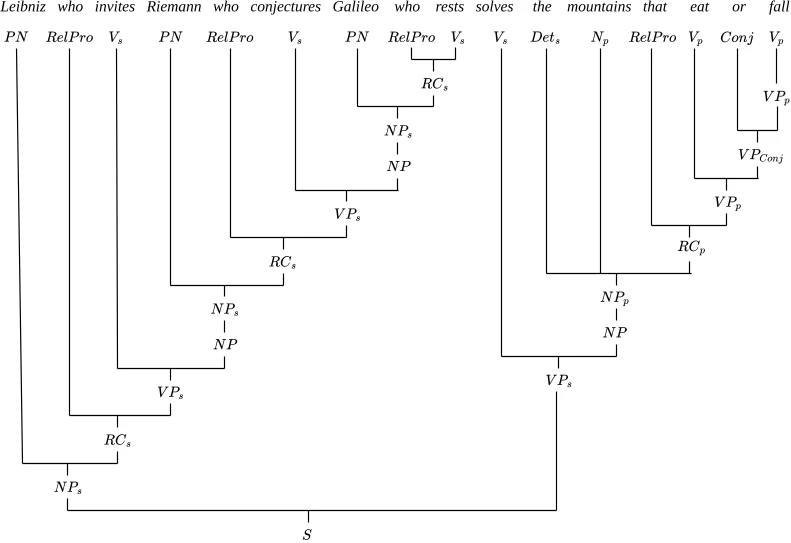 Leibniz who invites Riemann who conjectures Galileo who rests solves the mountains that eat or fall
PN RelPro V_s PN RelPro V_s PN RelPro V_s V_s Det_s N_p RelPro V_p Conj V_p
RC_s
VP_p
NP_s
VP_Conj
NP
VP_p
VP_s
RC_p
RC_s
NP_p
NP_s
NP
NP
VP_s
VP_s
RC_s
NP_s
S